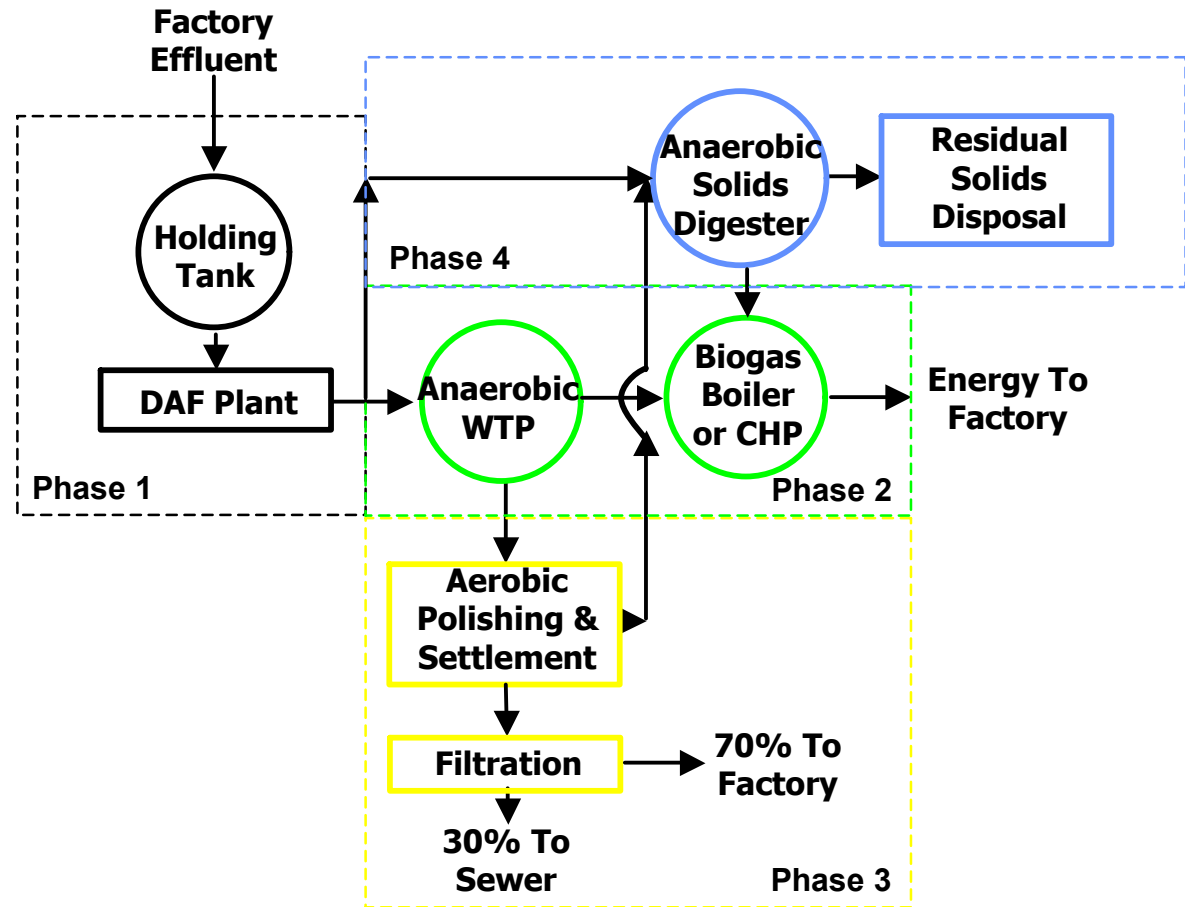 Factory
Effluent
Holding
Tank
DAF Plant
Phase 1
Anaerobic
Solids
Digester
Residual
Solids
Disposal
Phase 4
Anaerobic
WTP
Biogas
Boiler
or CHP
Energy To
Factory
Phase 2
Aerobic
Polishing &
Settlement
Filtration
70% To
Factory
30% To
Sewer
Phase 3